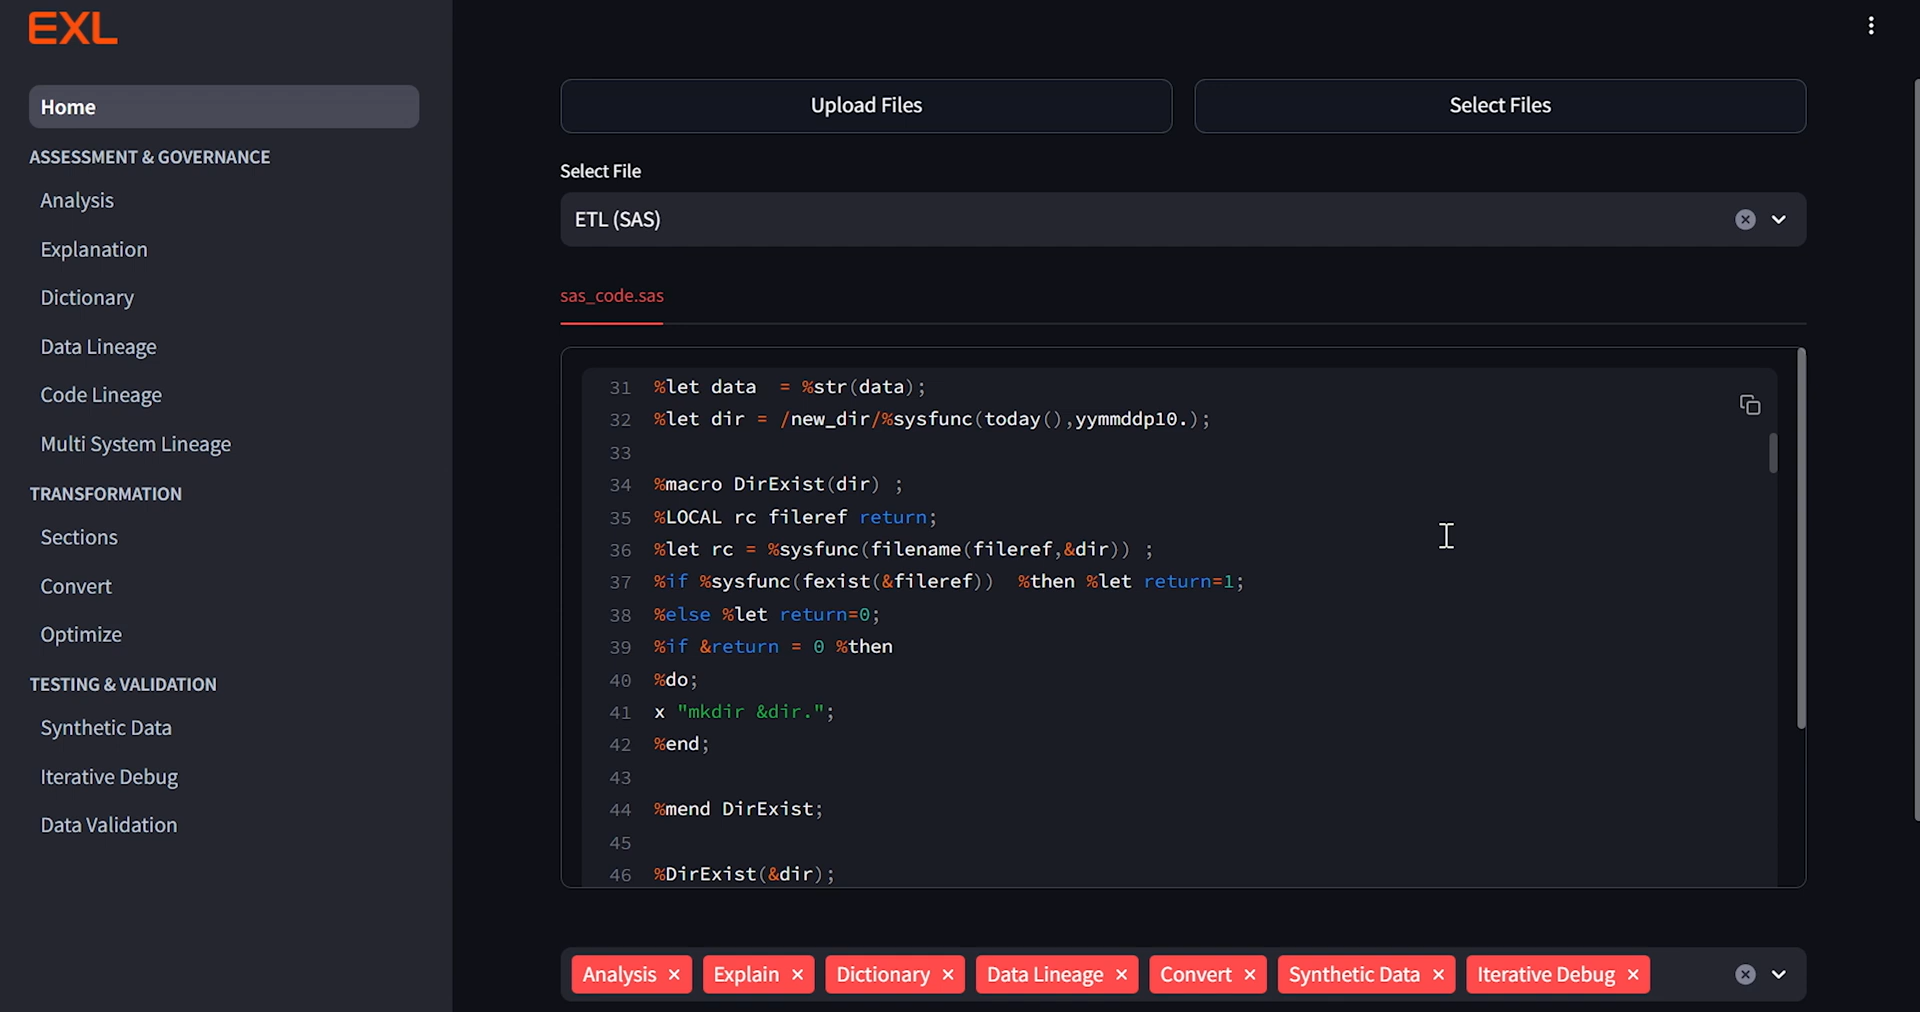 EXL
Home
ASSESSMENT & GOVERNANCE
Analysis
Explanation
Dictionary
Data Lineage
Code Lineage
Multi System Lineage
TRANSFORMATION
Sections
Convert
Optimize
TESTING & VALIDATION
Synthetic Data
Iterative Debug
Data Validation
Upload Files
Select Files
Select File
ETL (SAS)
sas_code.sas
31 %let data  = %str(data);
32 %let dir = /new_dir/%sysfunc(today(),yymmddp10.);
33
34 %macro DirExist(dir) ;
35 %LOCAL rc fileref return;
36 %let rc = %sysfunc(filename(fileref,&dir)) ;
37 %if %sysfunc(fexist(&fileref))  %then %let return=1;
38 %else %let return=0;
39 %if &return = 0 %then
40 %do;
41 x "mkdir &dir.";
42 %end;
43
44 %mend DirExist;
45
46 %DirExist(&dir);
Analysis × Explain × Dictionary × Data Lineage × Convert × Synthetic Data × Iterative Debug ×